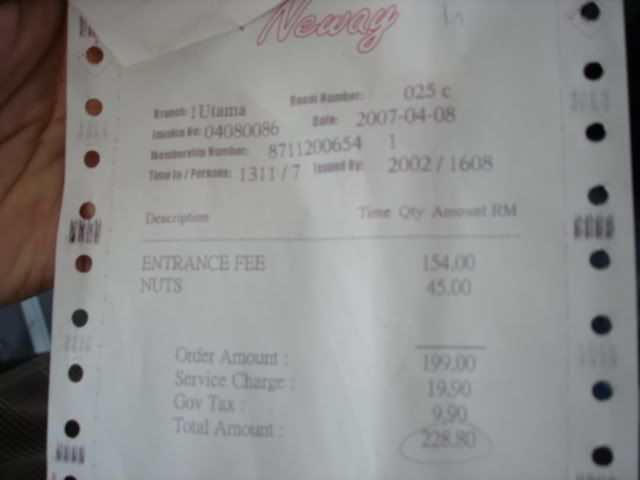 Neway
Room Number: 025 c
Branch: 1 Utama
Date: 2007-04-08
Invoice No: 04080086
Membership Number: 8711200654 1
Time In / Persons: 1311 / 7 Issued By: 2002 / 1608
Description Time Qty Amount RM
ENTRANCE FEE 154.00
NUTS 45.00
Order Amount : 199.00
Service Charge : 19.90
Gov Tax : 9.90
Total Amount : 228.80